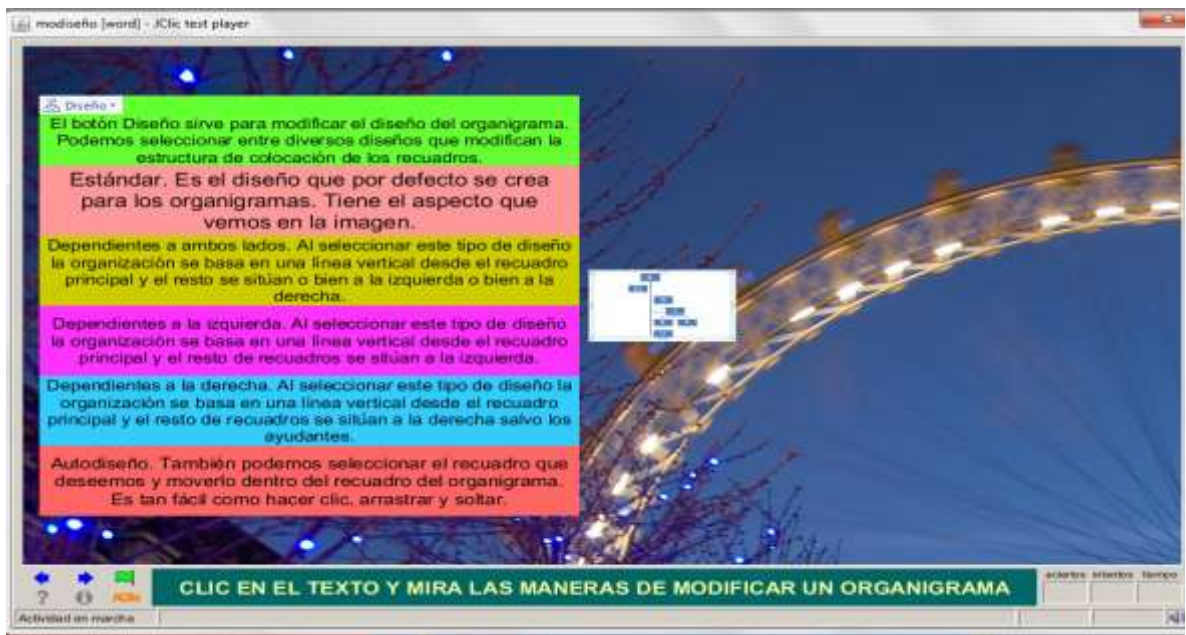 modiseño [word] - JClic test player
Diseño
El botón Diseño sirve para modificar el diseño del organigrama.
Podemos seleccionar entre diversos diseños que modifican la
estructura de colocación de los recuadros.
Estándar. Es el diseño que por defecto se crea
para los organigramas. Tiene el aspecto que
vemos en la imagen.
Dependientes a ambos lados. Al seleccionar este tipo de diseño
la organización se basa en una línea vertical desde el recuadro
principal y el resto se sitúan o bien a la izquierda o bien a la
derecha.
Dependientes a la izquierda. Al seleccionar este tipo de diseño
la organización se basa en una línea vertical desde el recuadro
principal y el resto de recuadros se sitúan a la izquierda.
Dependientes a la derecha. Al seleccionar este tipo de diseño la
organización se basa en una línea vertical desde el recuadro
principal y el resto de recuadros se sitúan a la derecha salvo los
ayudantes.
Autodiseño. También podemos seleccionar el recuadro que
deseemos y moverlo dentro del recuadro del organigrama.
Es tan fácil como hacer clic, arrastrar y soltar.
CLIC EN EL TEXTO Y MIRA LAS MANERAS DE MODIFICAR UN ORGANIGRAMA
aciertos intentos tiempo
JClic
Actividad en marcha